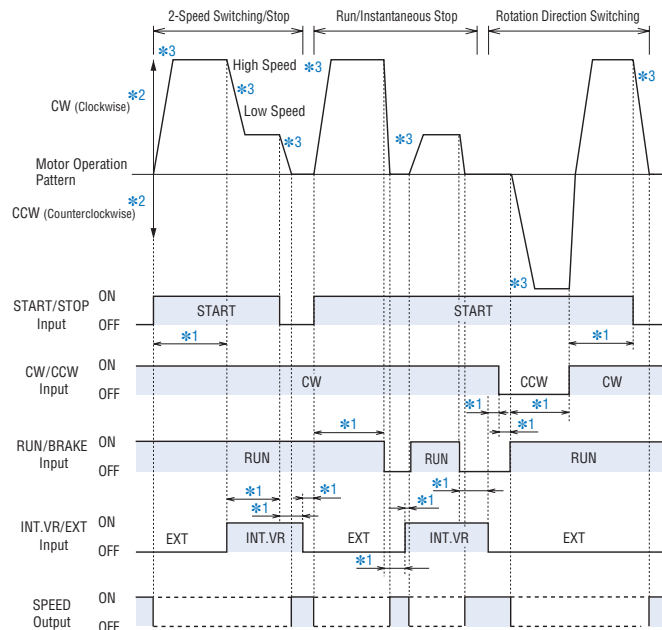 2-Speed Switching/Stop
Run/Instantaneous Stop
Rotation Direction Switching
*3
High Speed
*3
*3
*2
CW (Clockwise)
*3
*3
Low Speed
*3
*3
Motor Operation
Pattern
*2
CCW (Counterclockwise)
*3
START/STOP
Input
ON
OFF
START
START
*1
*1
CW/CCW
Input
ON
OFF
CW
CCW
CW
*1
*1
*1
*1
RUN/BRAKE
Input
ON
OFF
RUN
RUN
RUN
*1
*1
*1
*1
*1
INT.VR/EXT
Input
ON
OFF
EXT
INT.VR
EXT
INT.VR
EXT
*1
SPEED
Output
ON
OFF